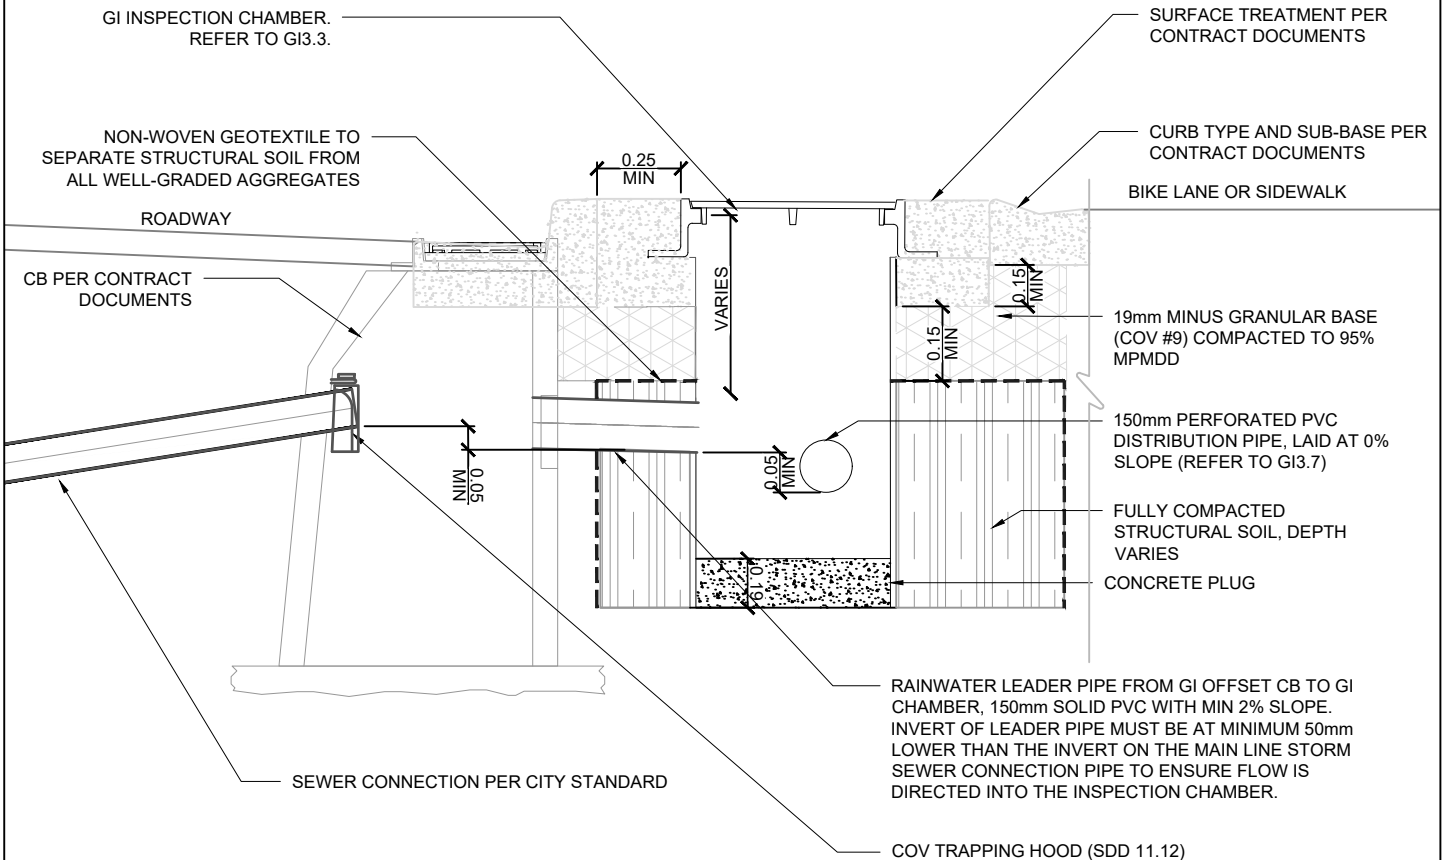 GI INSPECTION CHAMBER.
REFER TO GI3.3.
SURFACE TREATMENT PER
CONTRACT DOCUMENTS
NON-WOVEN GEOTEXTILE TO
SEPARATE STRUCTURAL SOIL FROM
ALL WELL-GRADED AGGREGATES
0.25
MIN
CURB TYPE AND SUB-BASE PER
CONTRACT DOCUMENTS
BIKE LANE OR SIDEWALK
ROADWAY
CB PER CONTRACT
DOCUMENTS
VARIES
0.15
MIN
0.15
MIN
19mm MINUS GRANULAR BASE
(COV #9) COMPACTED TO 95%
MPMDD
150mm PERFORATED PVC
DISTRIBUTION PIPE, LAID AT 0%
SLOPE (REFER TO GI3.7)
0.05
MIN
0.05
MIN
FULLY COMPACTED
STRUCTURAL SOIL, DEPTH
VARIES
0.19
CONCRETE PLUG
RAINWATER LEADER PIPE FROM GI OFFSET CB TO GI
CHAMBER, 150mm SOLID PVC WITH MIN 2% SLOPE.
INVERT OF LEADER PIPE MUST BE AT MINIMUM 50mm
LOWER THAN THE INVERT ON THE MAIN LINE STORM
SEWER CONNECTION PIPE TO ENSURE FLOW IS
DIRECTED INTO THE INSPECTION CHAMBER.
SEWER CONNECTION PER CITY STANDARD
COV TRAPPING HOOD (SDD 11.12)